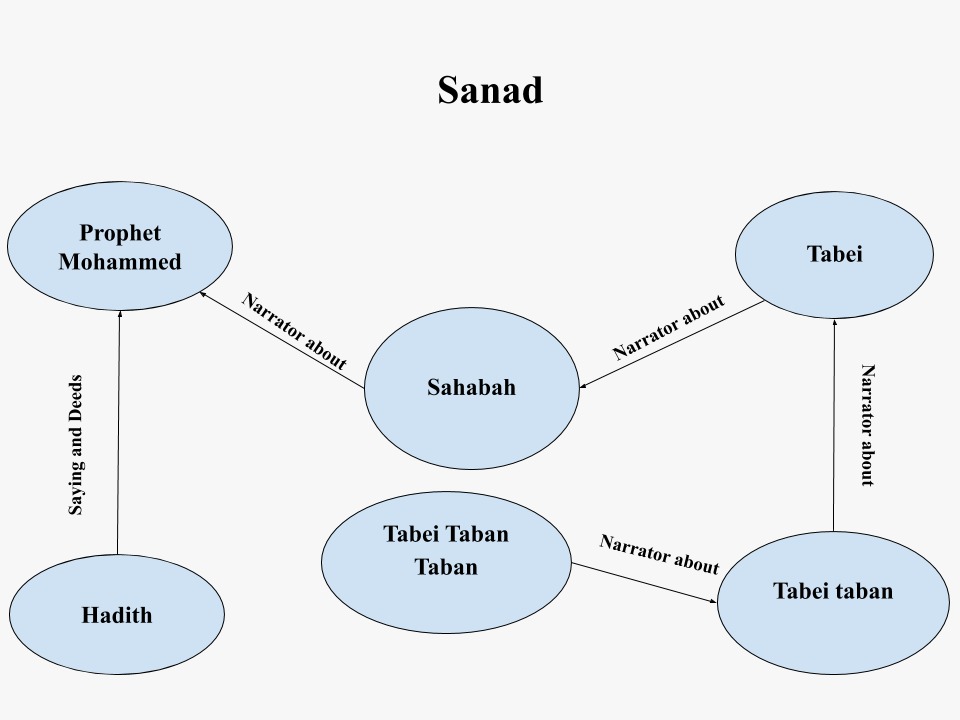 Sanad
Prophet
Mohammed
Tabei
Narrator about
Narrator about
Sahabah
Saying and Deeds
Narrator about
Tabei Taban
Taban
Narrator about
Tabei taban
Hadith